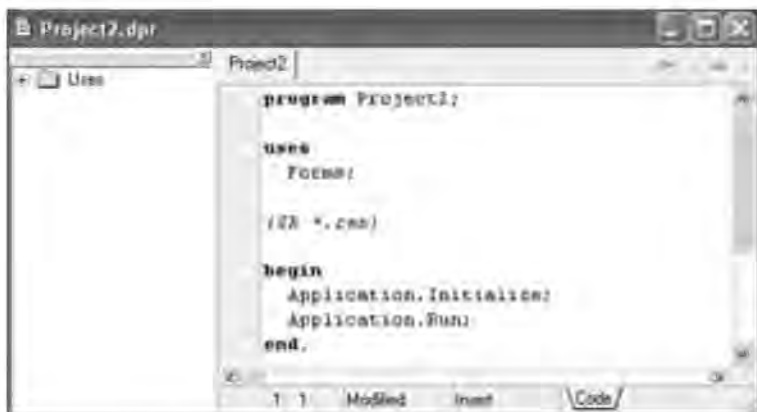 Project2.dpr
Uses
Project2
program Project2;
uses
Forms;
{$R *.res}
begin
Application.Initialize;
Application.Run;
end.
1 1 Modified Insert Code